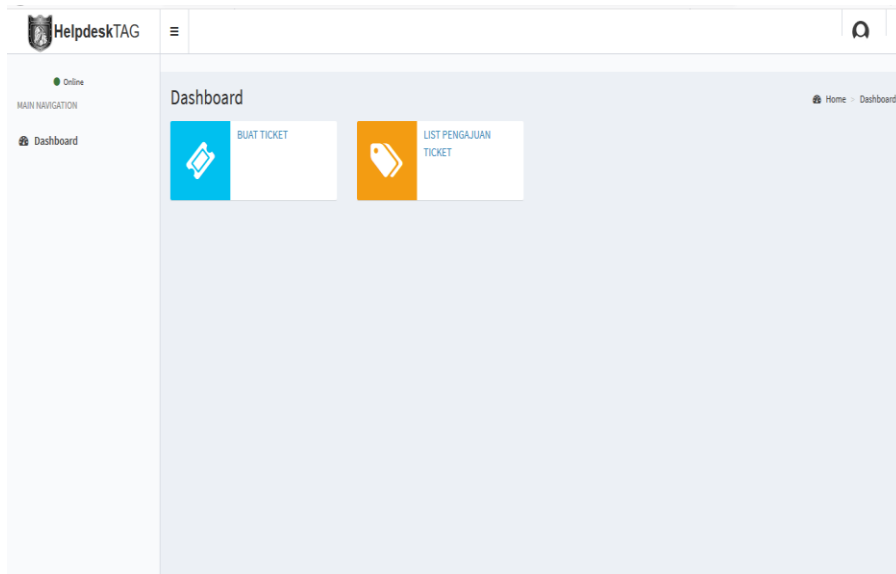 HelpdeskTAG
Online
MAIN NAVIGATION
Dashboard
Dashboard
Home > Dashboard
BUAT TICKET
LIST PENGAJUAN
TICKET